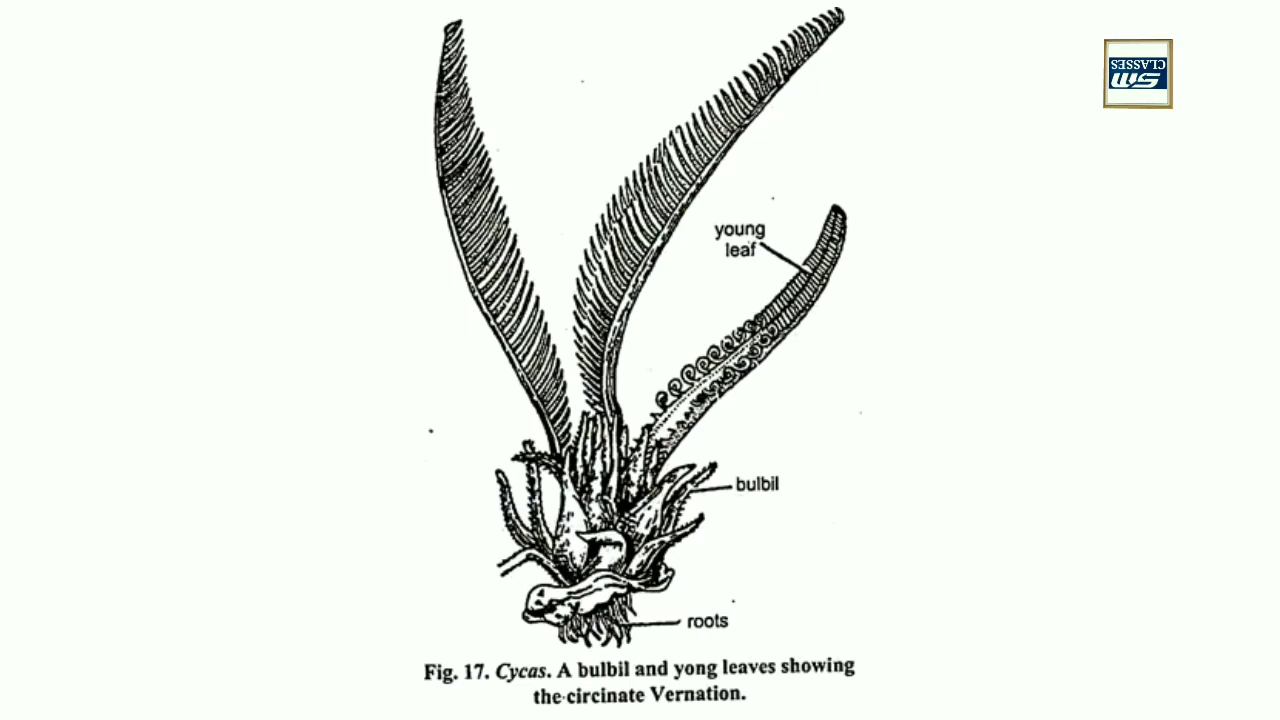 SM
CLASSES
young
leaf
bulbil
roots
Fig. 17. Cycas. A bulbil and yong leaves showing
the circinate Vernation.